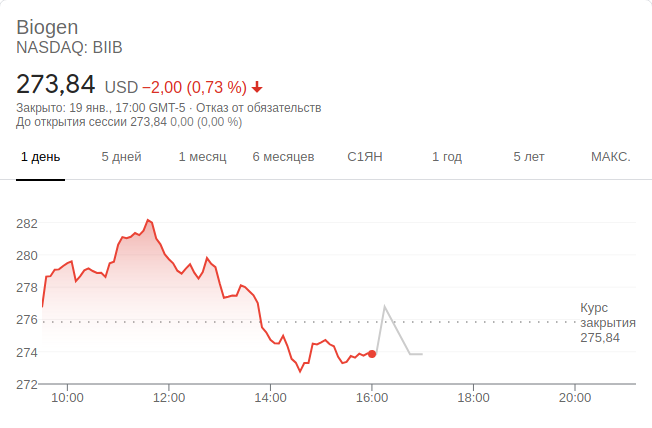 Biogen
NASDAQ: BIIB
273,84 USD −2,00 (0,73 %)
Закрыто: 19 янв., 17:00 GMT-5 · Отказ от обязательств
До открытия сессии 273,84 0,00 (0,00 %)
1 день 5 дней 1 месяц 6 месяцев С1ЯН 1 год 5 лет МАКС.
282
280
278
276
274
272
Курс
закрытия
275,84
10:00 12:00 14:00 16:00 18:00 20:00